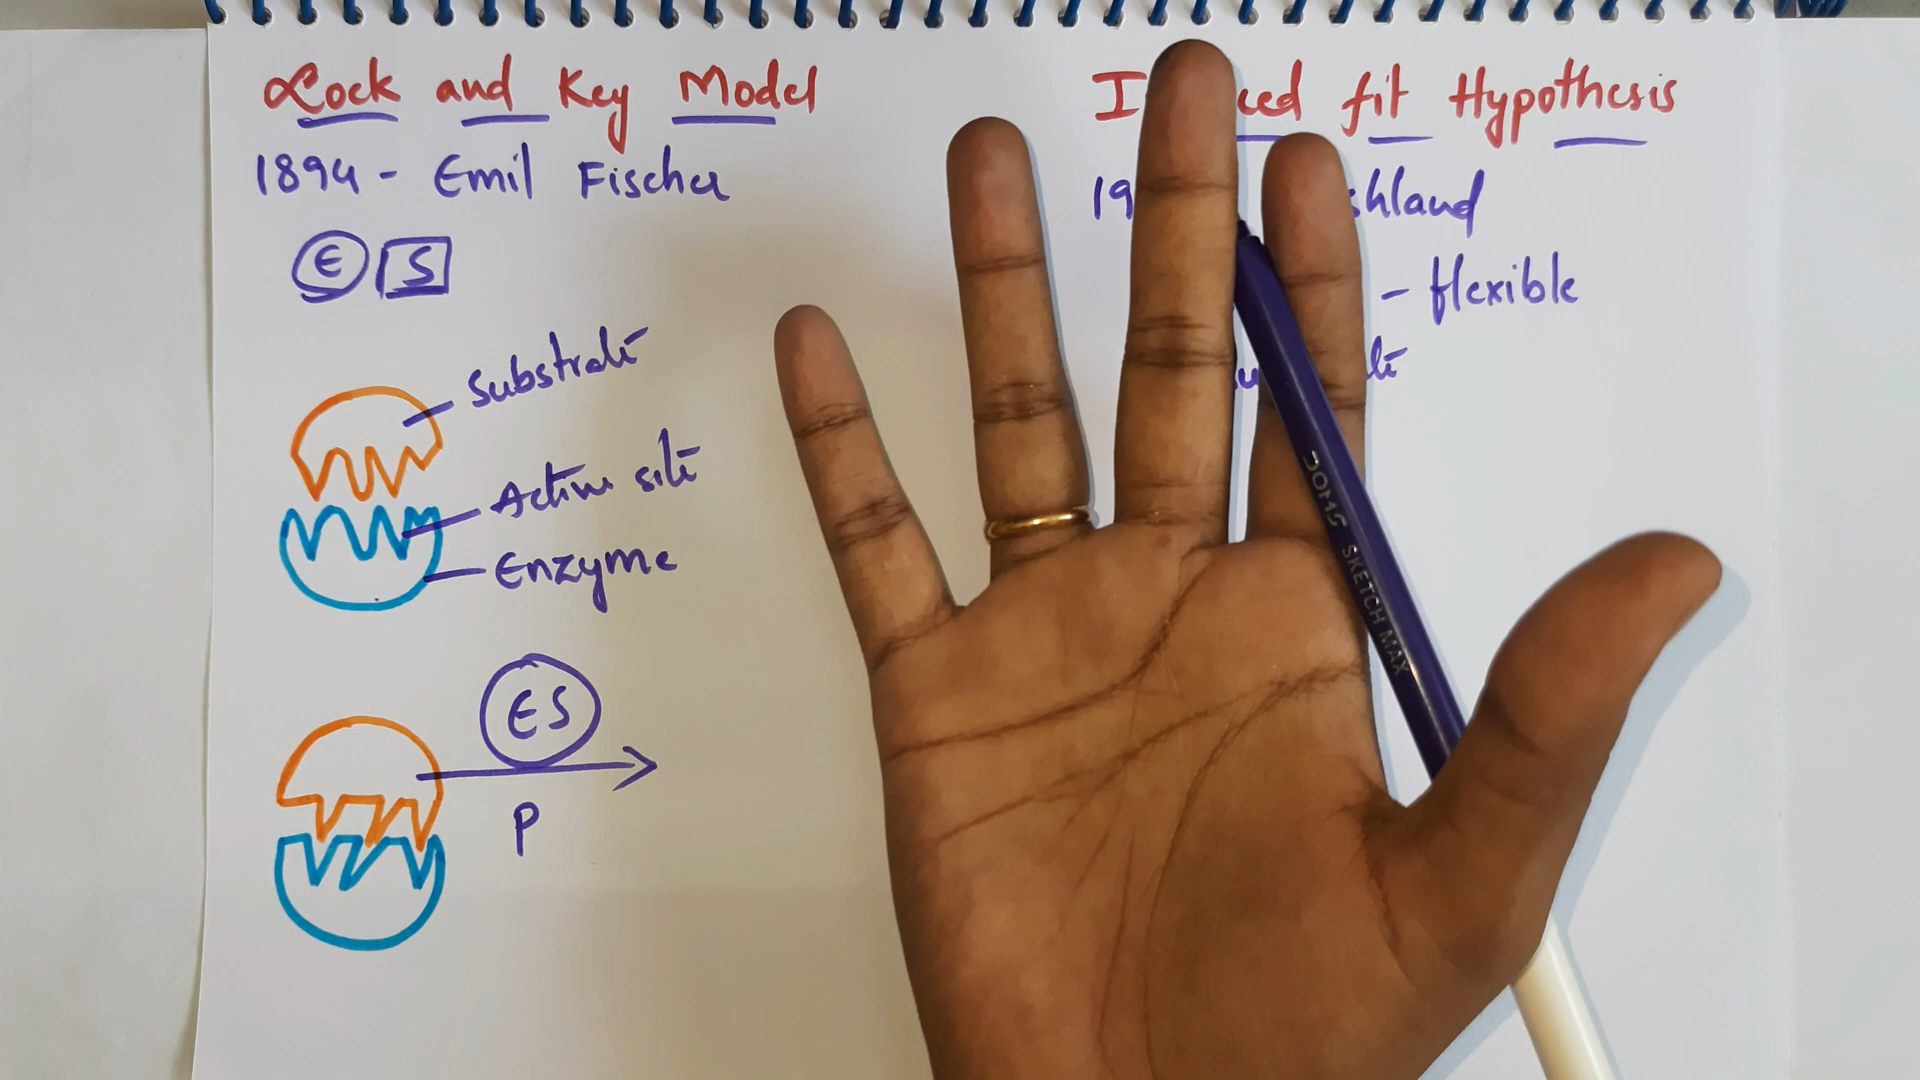 Lock and Key Model
1894 - Emil Fischer
E S
Substrate
Active site
Enzyme
ES
P
fit Hypothesis
- flexible
DOMS SKETCH MAX